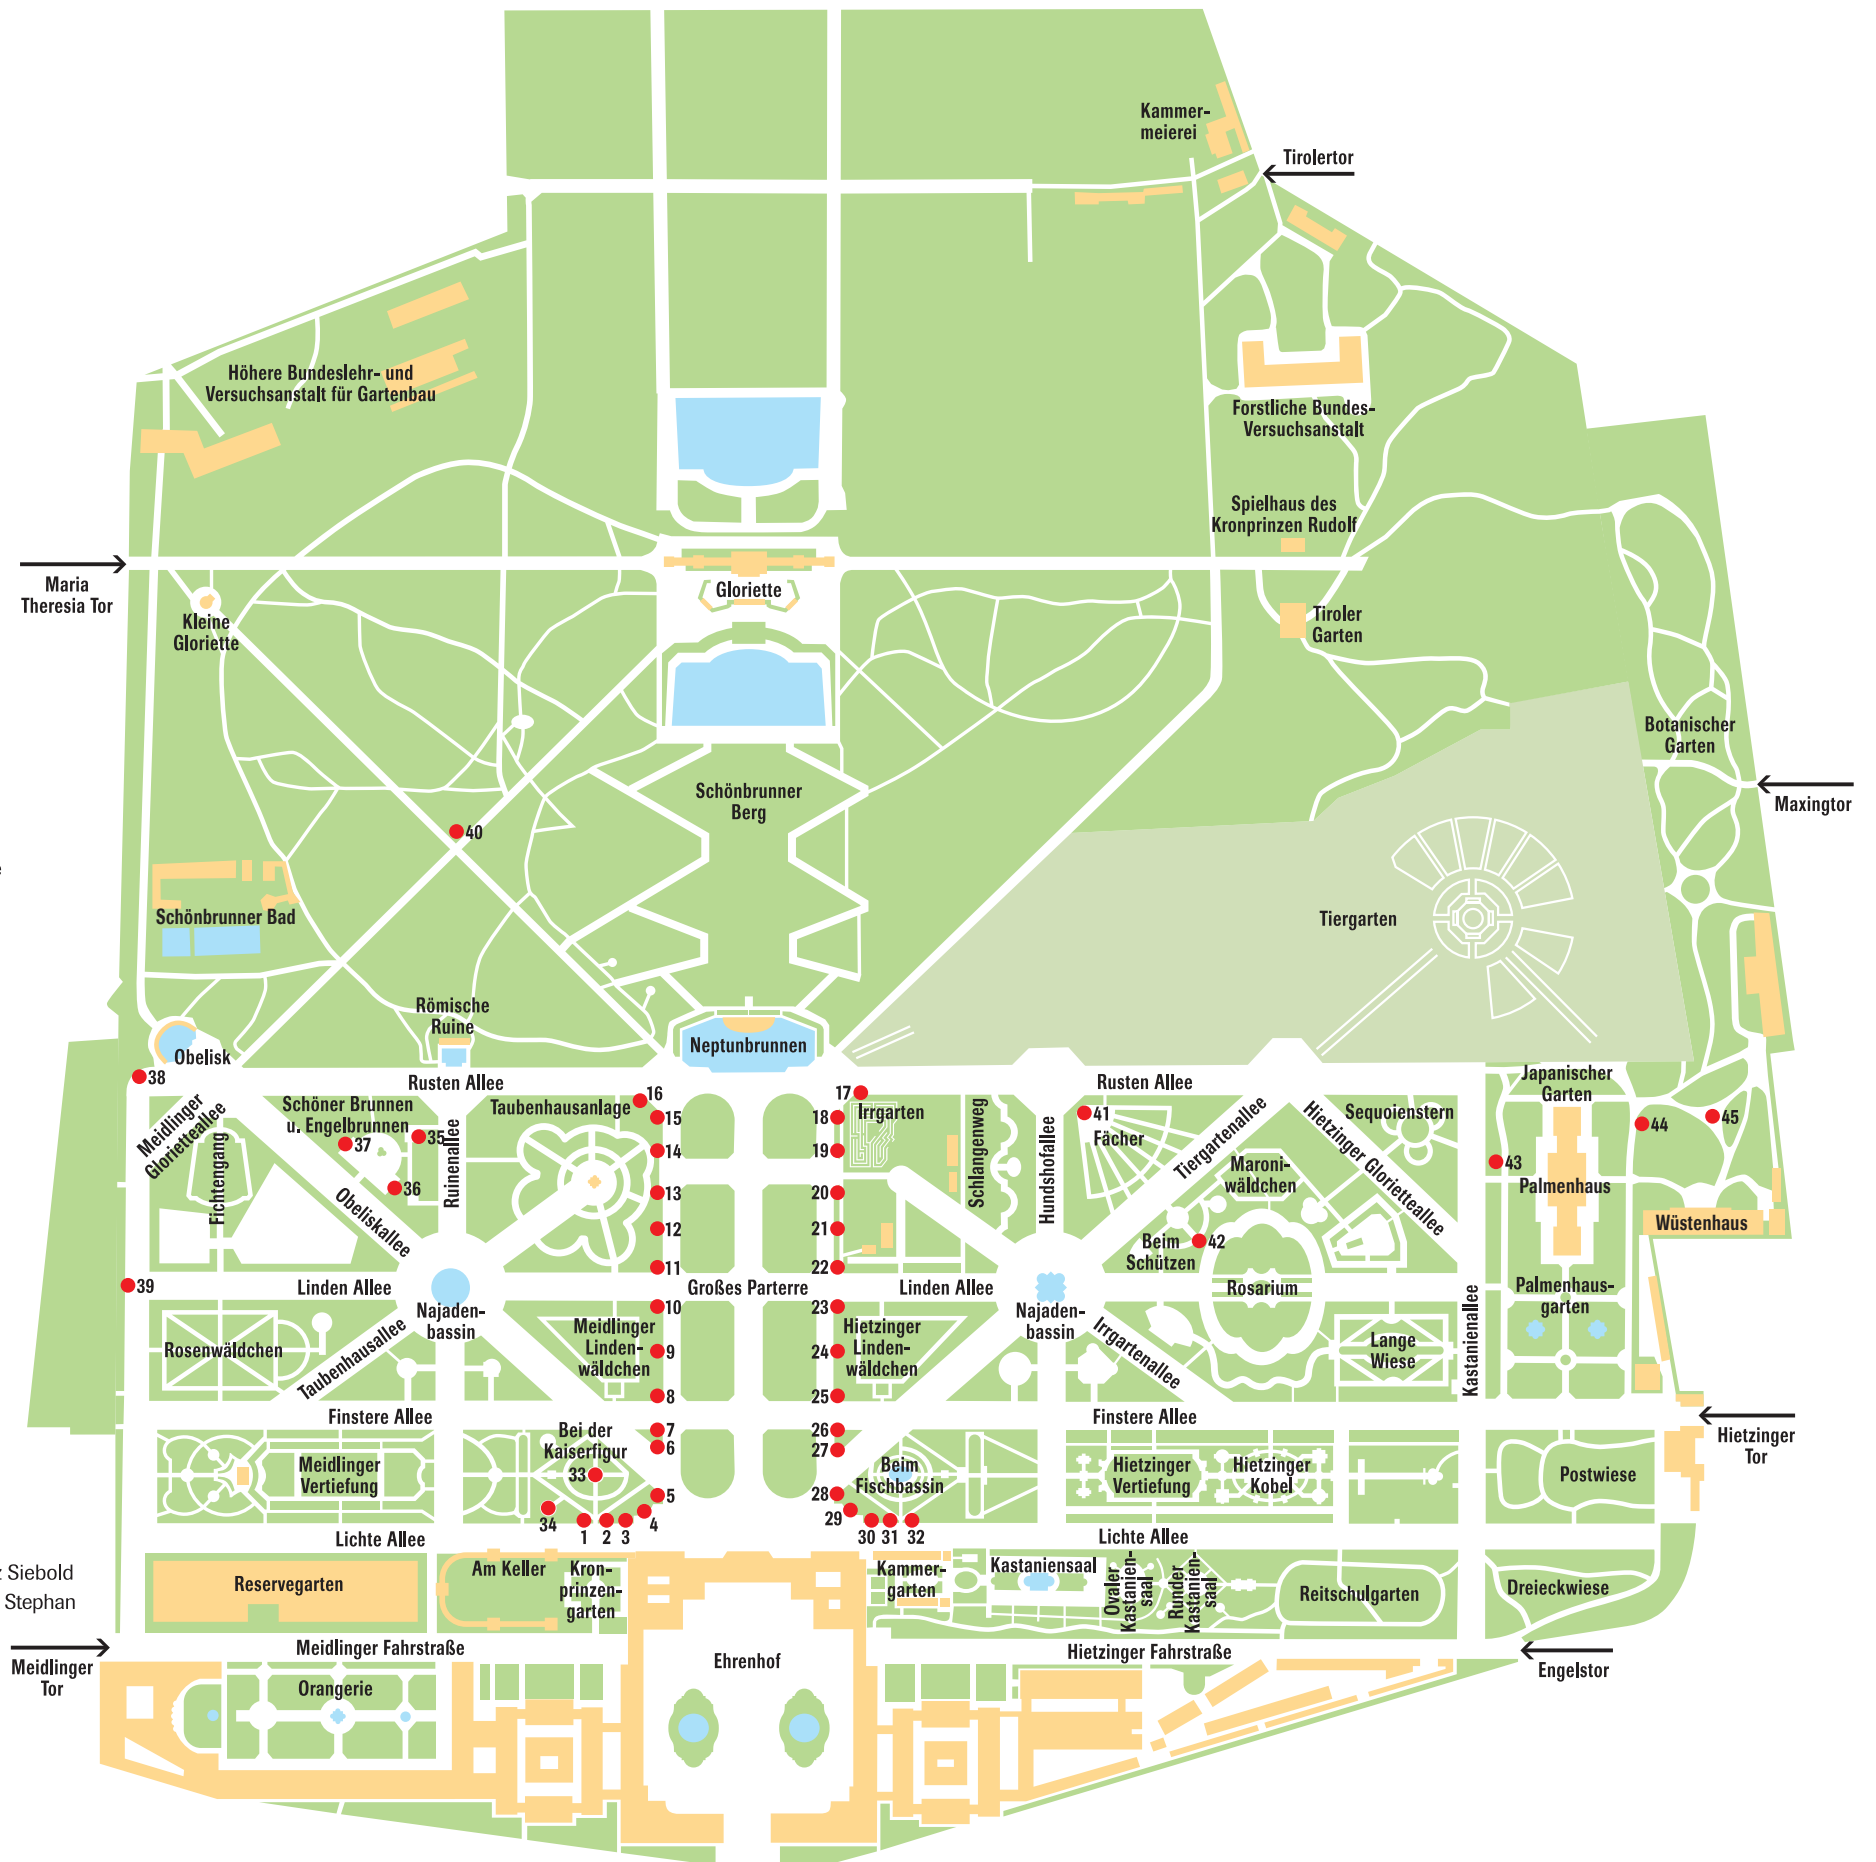 Kammer-
meierei
Tirolertor
Höhere Bundeslehr- und
Versuchsanstalt für Gartenbau
Forstliche Bundes-
Versuchsanstalt
Spielhaus des
Kronprinzen Rudolf
Maria
Theresia Tor
Gloriette
Kleine
Gloriette
Tiroler
Garten
Botanischer
Garten
Maxingtor
Schönbrunner
Berg
40
Schönbrunner Bad
Tiergarten
Römische
Ruine
Obelisk
Neptunbrunnen
38
Rusten Allee
Rusten Allee
Japanischer
Garten
Meidlinger
Gloriettealle​e
Schöner Brunnen
u. Engelbrunnen
37
35
36
Ruinenallee
Taubenhausanlage
16
15
14
13
12
11
17
18
19
20
21
22
Irrgarten
Schlangenweg
Hundshofallee
41
Fächer
Tiergartenallee
Hietzinger Gloriettealle​e
Sequoienstern
Maroni-
wäldchen
43
44
45
Palmenhaus
Wüstenhaus
Fichtengang
Obeliskallee
Beim
Schützen
42
39
Linden Allee
Großes Parterre
Linden Allee
Rosarium
Palmenhaus-
garten
Najaden-
bassin
Najaden-
bassin
10
9
8
7
6
5
23
24
25
26
27
28
Meidlinger
Linden-
wäldchen
Hietzinger
Linden-
wäldchen
Rosenwäldchen
Taubenhausallee
Irrgartenallee
Lange
Wiese
Kastanienallee
Finstere Allee
Finstere Allee
Hietzinger
Tor
Bei der
Kaiserfigur
33
Meidlinger
Vertiefung
Beim
Fischbassin
Hietzinger
Vertiefung
Hietzinger
Kobel
Postwiese
34
1
2
3
4
29
30
31
32
Lichte Allee
Lichte Allee
Siebold
Stephan
Reservegarten
Am Keller
Kron-
prinzen-
garten
Kammer-
garten
Kastaniensaal
Ovaler
Kastanien-
saal
Runder
Kastanien-
saal
Reitschulgarten
Dreieckwiese
Meidlinger
Tor
Meidlinger Fahrstraße
Hietzinger Fahrstraße
Engelstor
Ehrenhof
Orangerie